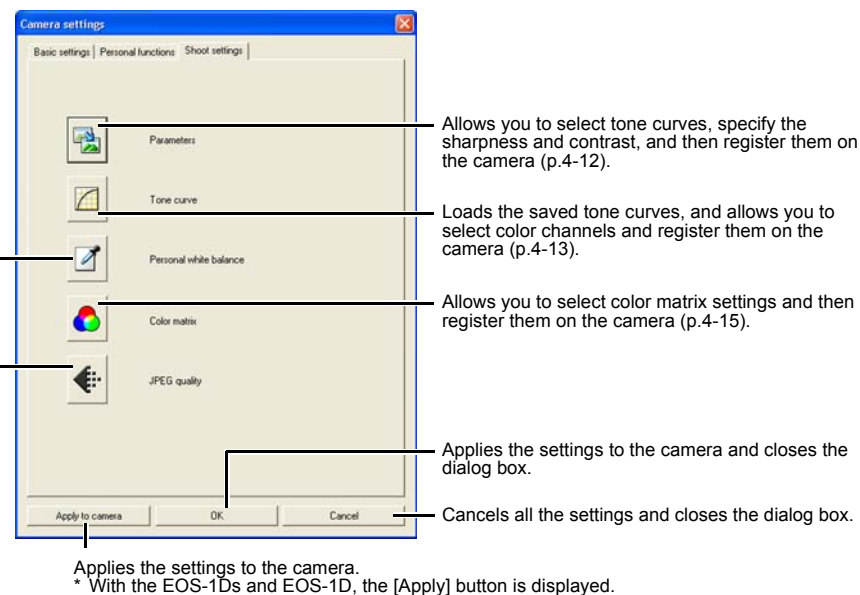 Camera settings
Basic settings
Personal functions
Shoot settings
Parameters
Tone curve
Personal white balance
Color matrix
JPEG quality
Apply to camera
OK
Cancel
Allows you to select tone curves, specify the
sharpness and contrast, and then register them on
the camera (p.4-12).
Loads the saved tone curves, and allows you to
select color channels and register them on the
camera (p.4-13).
Allows you to select color matrix settings and then
register them on the camera (p.4-15).
Applies the settings to the camera and closes the
dialog box.
Cancels all the settings and closes the dialog box.
Applies the settings to the camera.
* With the EOS-1Ds and EOS-1D, the [Apply] button is displayed.